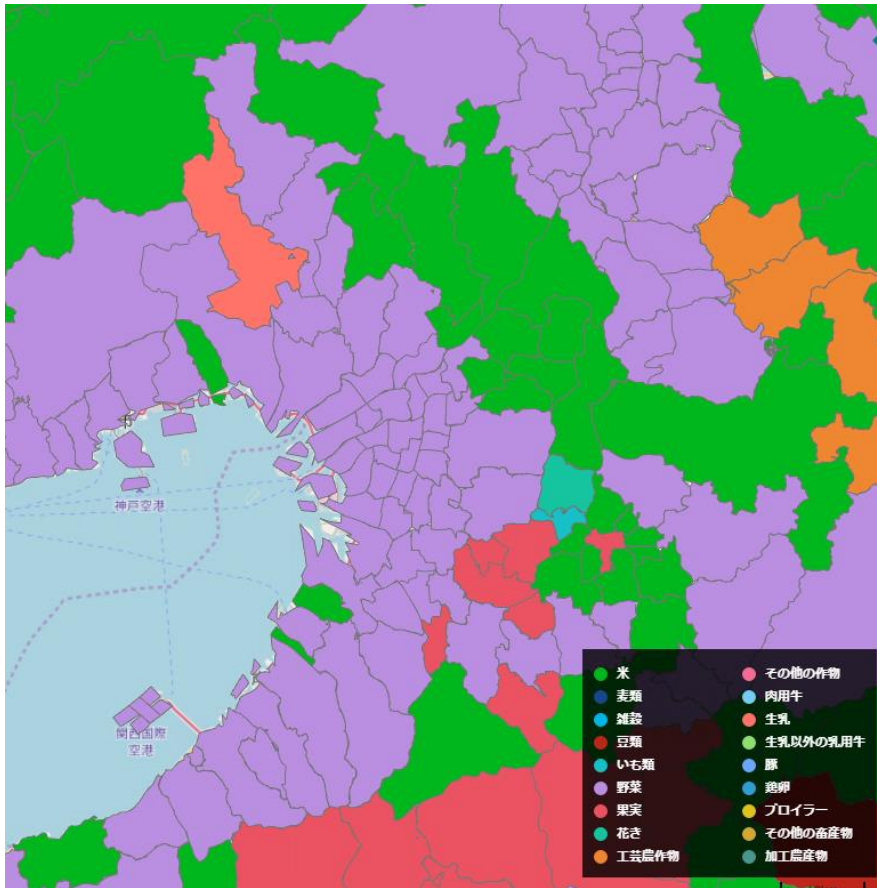 神戸空港
関西国際
空港
米
麦類
雑穀
豆類
いも類
野菜
果実
花き
工芸農作物
その他の作物
肉用牛
生乳
生乳以外の乳用牛
豚
鶏卵
ブロイラー
その他の畜産物
加工農産物